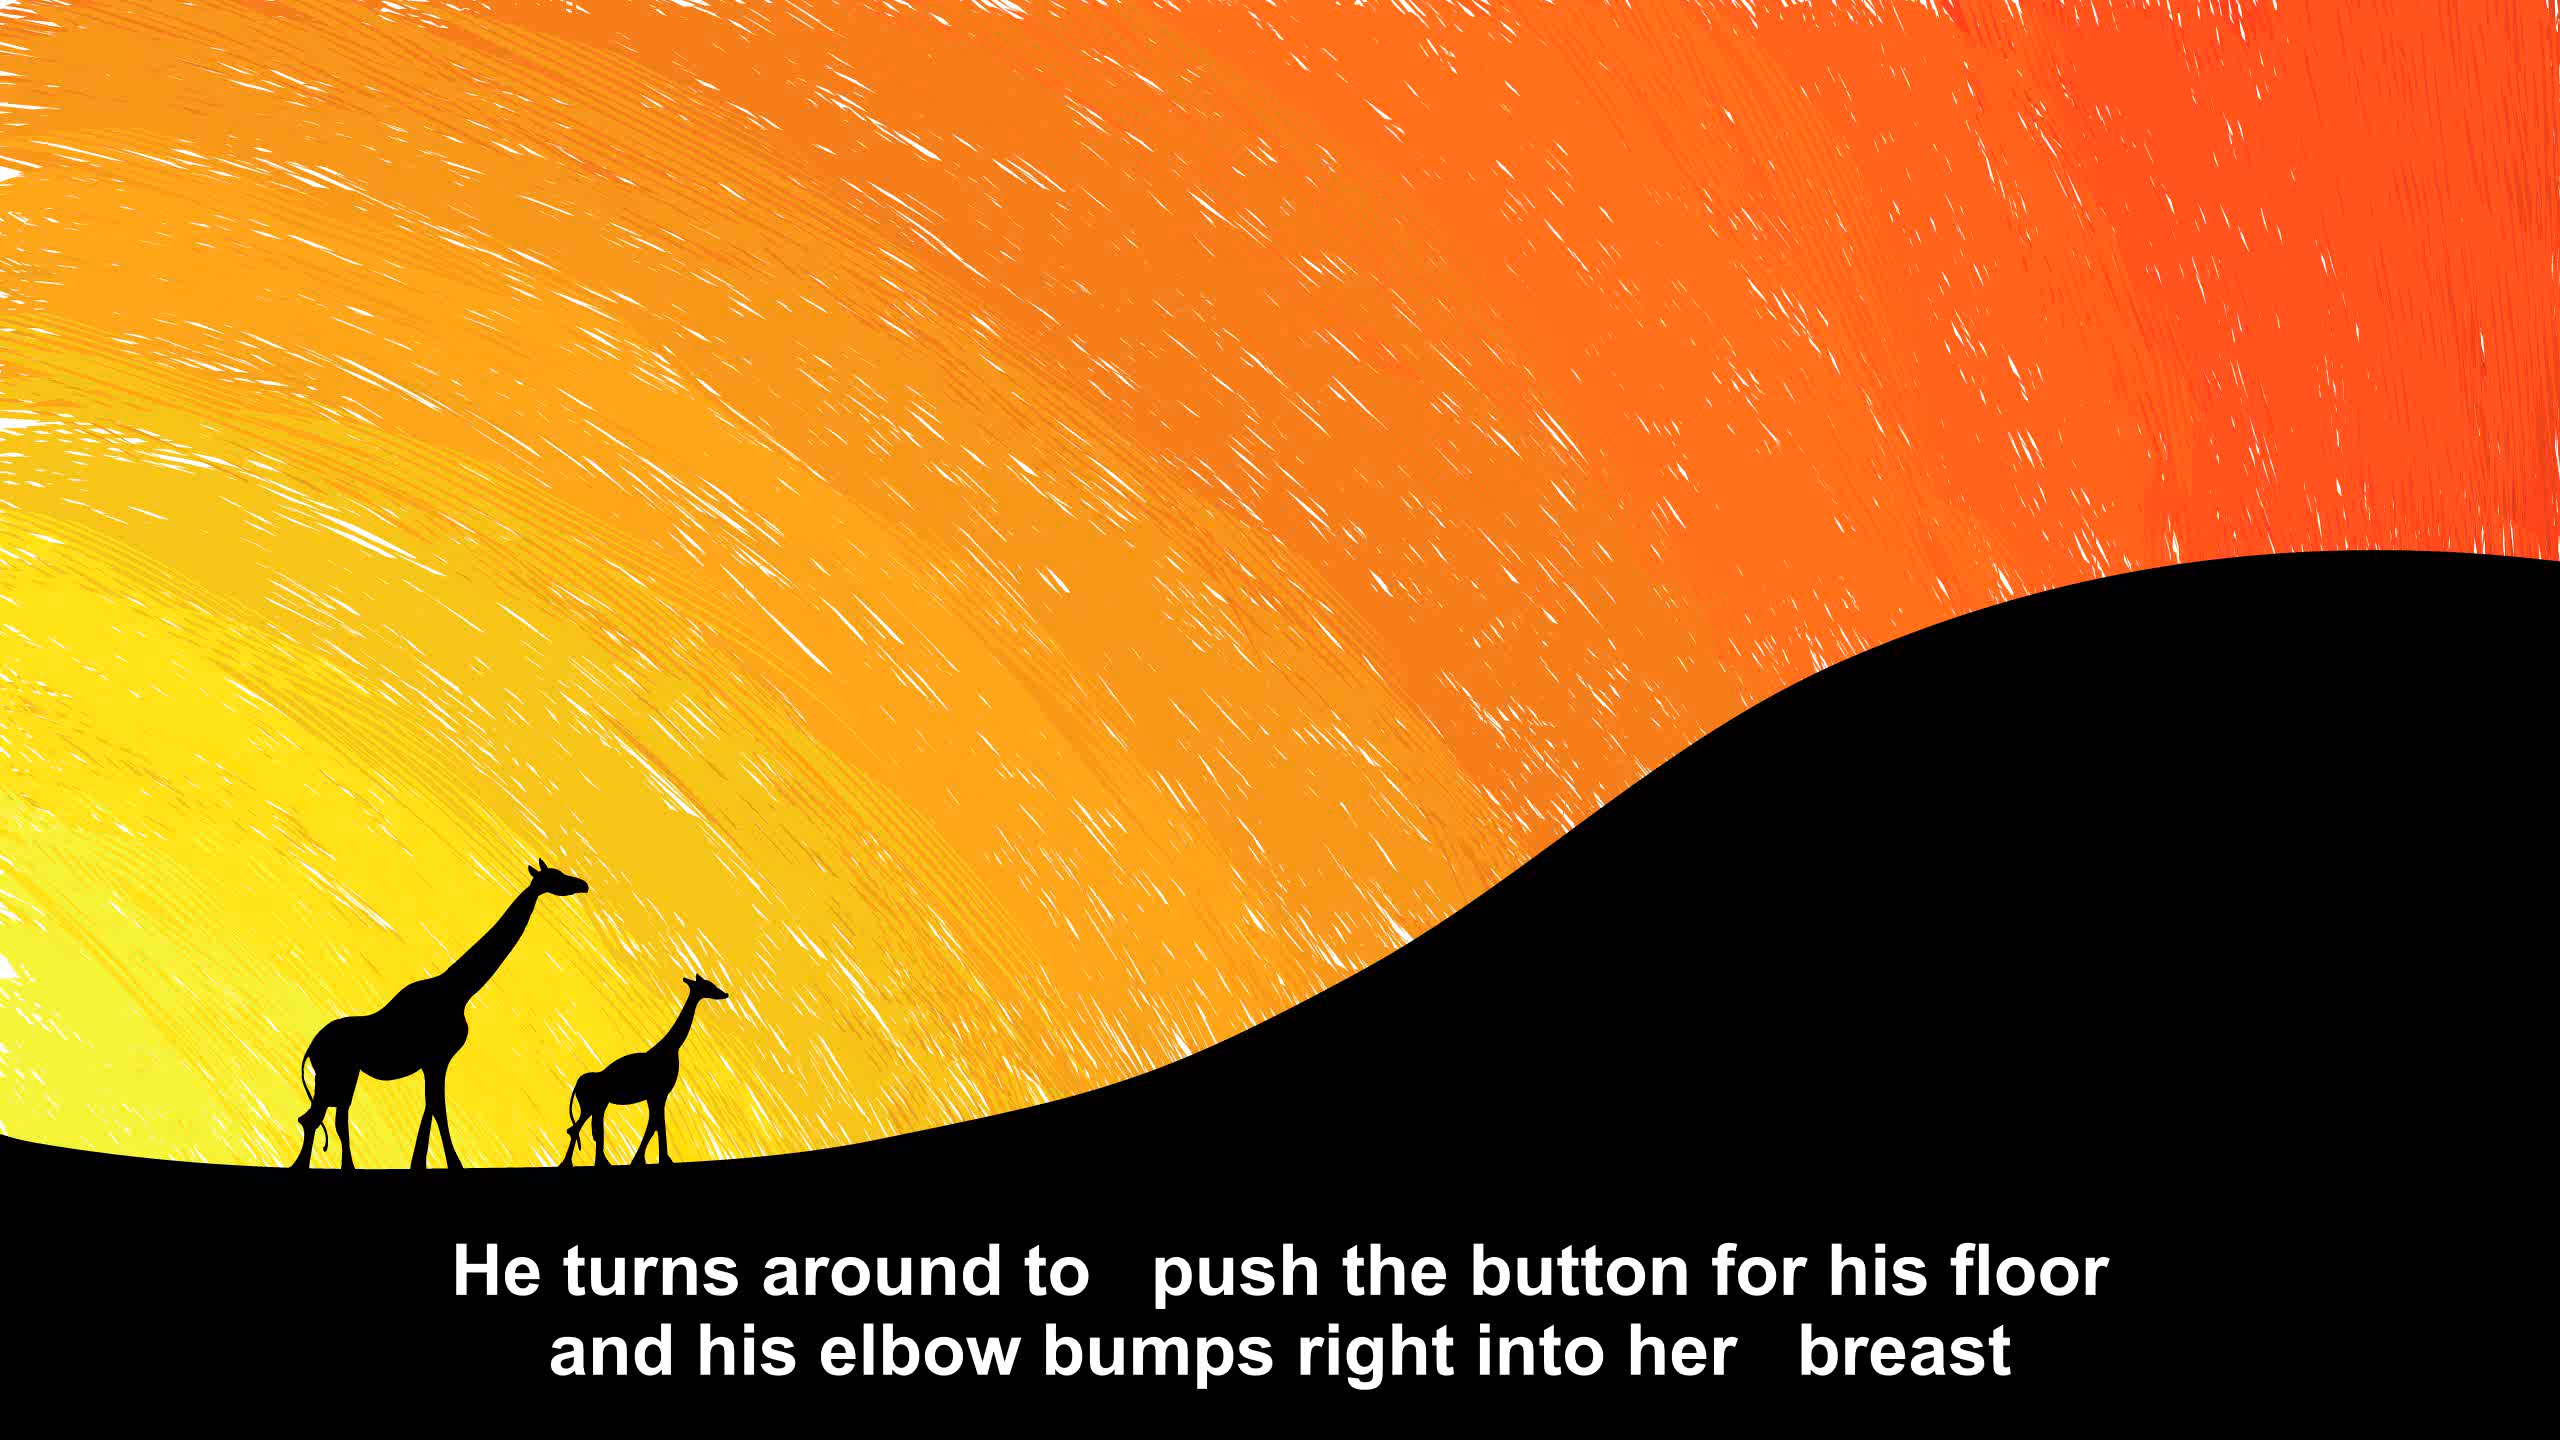 He turns around to   push the button for his floor
and his elbow bumps right into her   breast